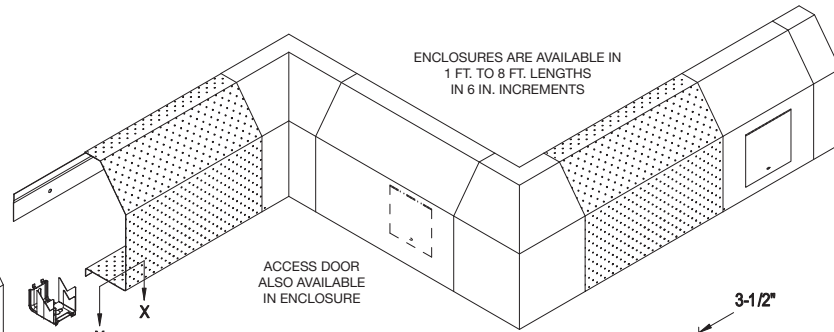 ENCLOSURES ARE AVAILABLE IN
1 FT. TO 8 FT. LENGTHS
IN 6 IN. INCREMENTS
ACCESS DOOR
ALSO AVAILABLE
IN ENCLOSURE
3-1/2"
X